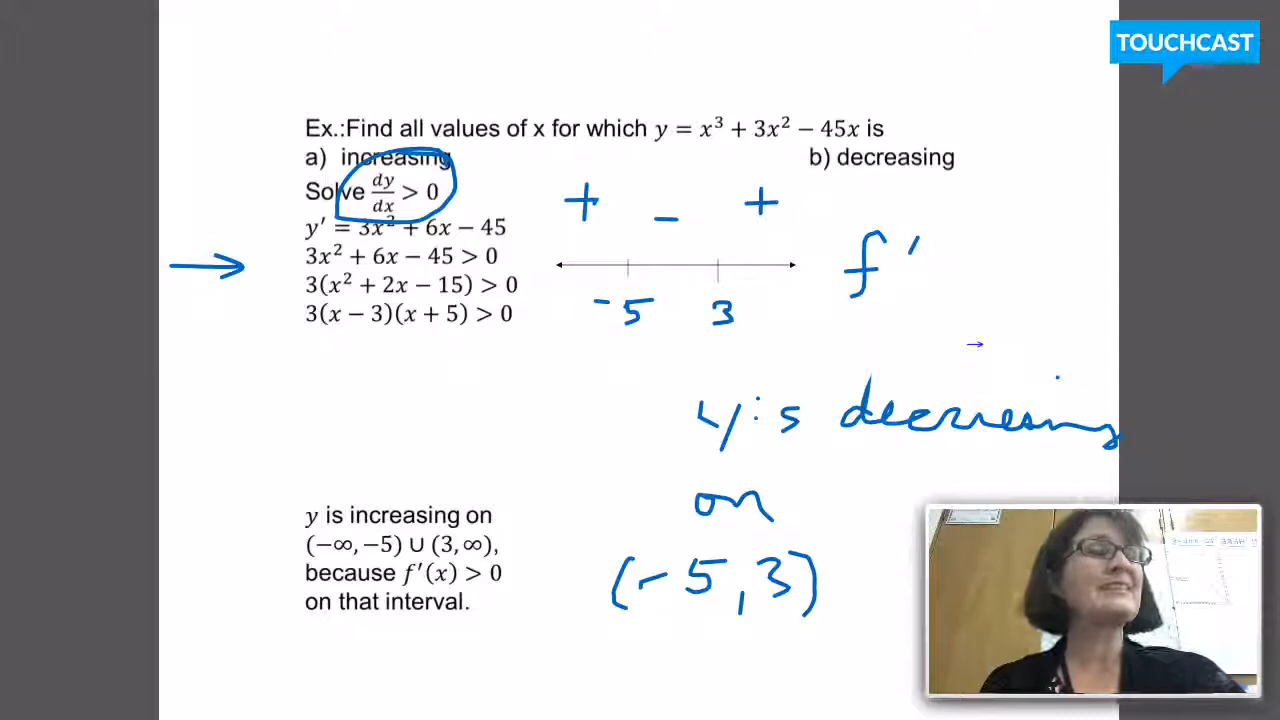 TOUCHCAST
Ex.:Find all values of x for which y = x³ + 3x² − 45x is
a) increasing
b) decreasing
Solve dy/dx > 0
y′ = 3x² + 6x − 45
3x² + 6x − 45 > 0
3(x² + 2x − 15) > 0
3(x − 3)(x + 5) > 0
+ − +
-5 3
f ′
y is decreasing
on
(-5, 3)
y is increasing on
(−∞, −5) ∪ (3, ∞),
because f′(x) > 0
on that interval.